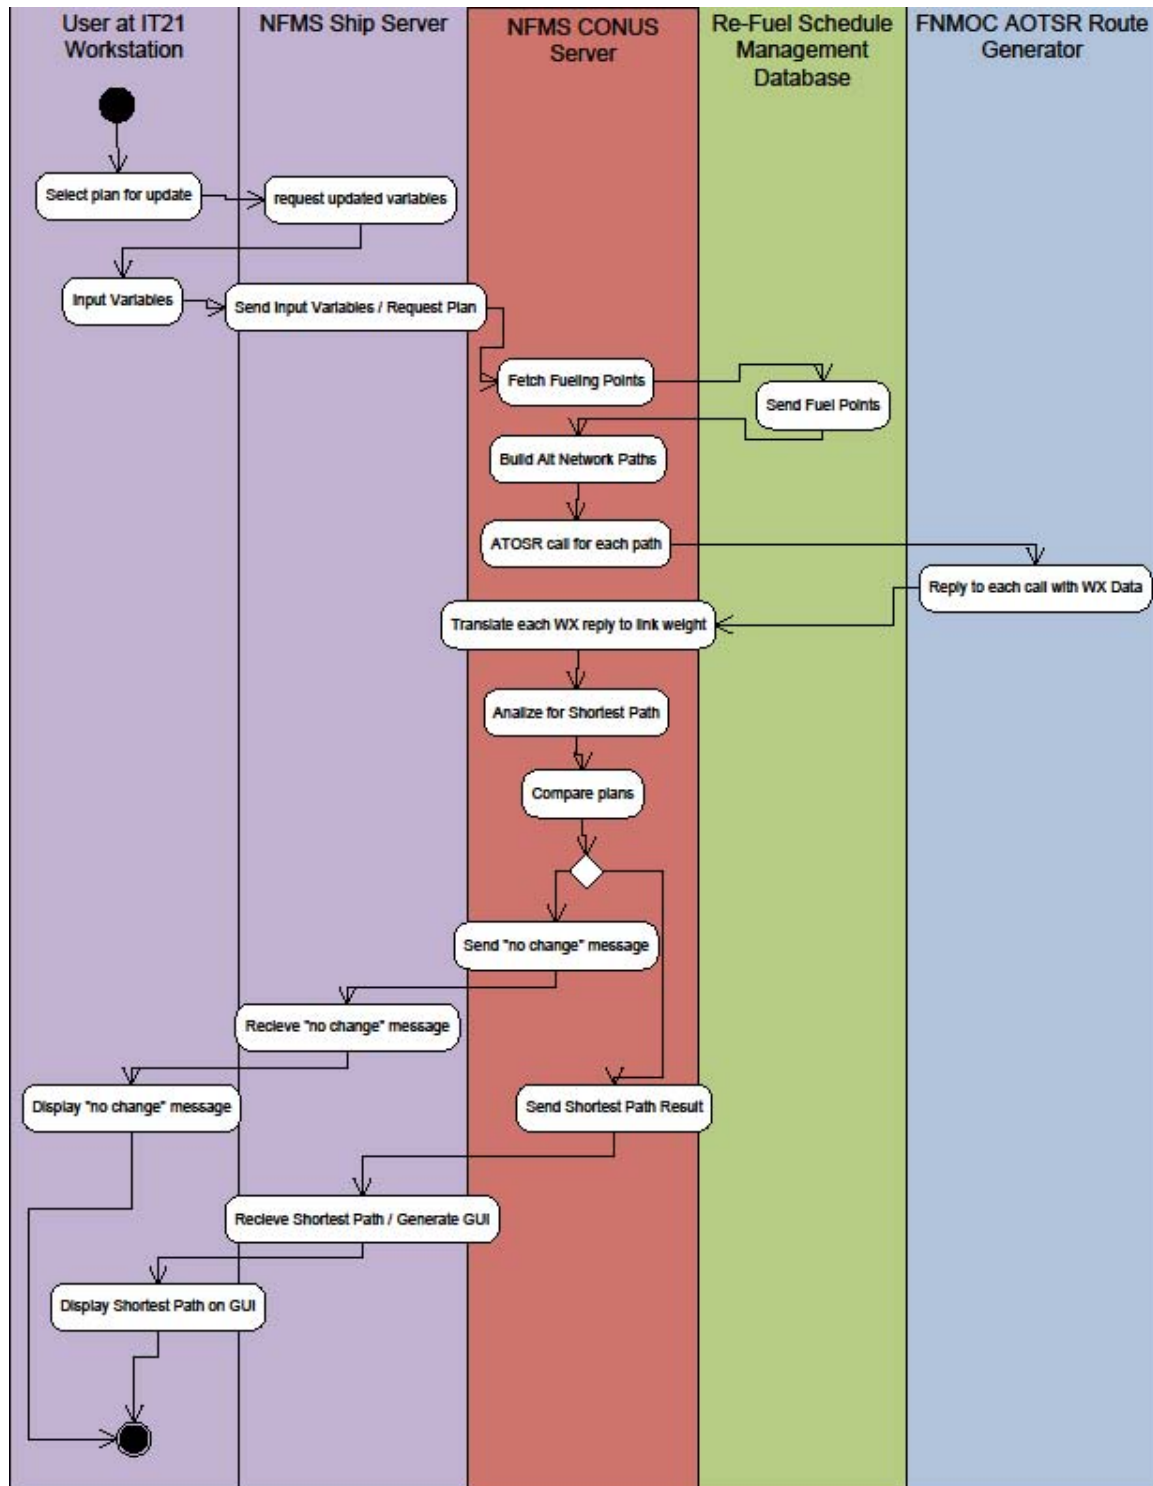 User at IT21
Workstation
NFMS Ship Server
NFMS CONUS
Server
Re-Fuel Schedule
Management
Database
FNMOC AOTSR Route
Generator
Select plan for update
request updated variables
Input Variables
Send Input Variables / Request Plan
Fetch Fueling Points
Send Fuel Points
Build Alt Network Paths
ATOSR call for each path
Reply to each call with WX Data
Translate each WX reply to link weight
Analize for Shortest Path
Compare plans
Send "no change" message
Recieve "no change" message
Display "no change" message
Send Shortest Path Result
Recieve Shortest Path / Generate GUI
Display Shortest Path on GUI